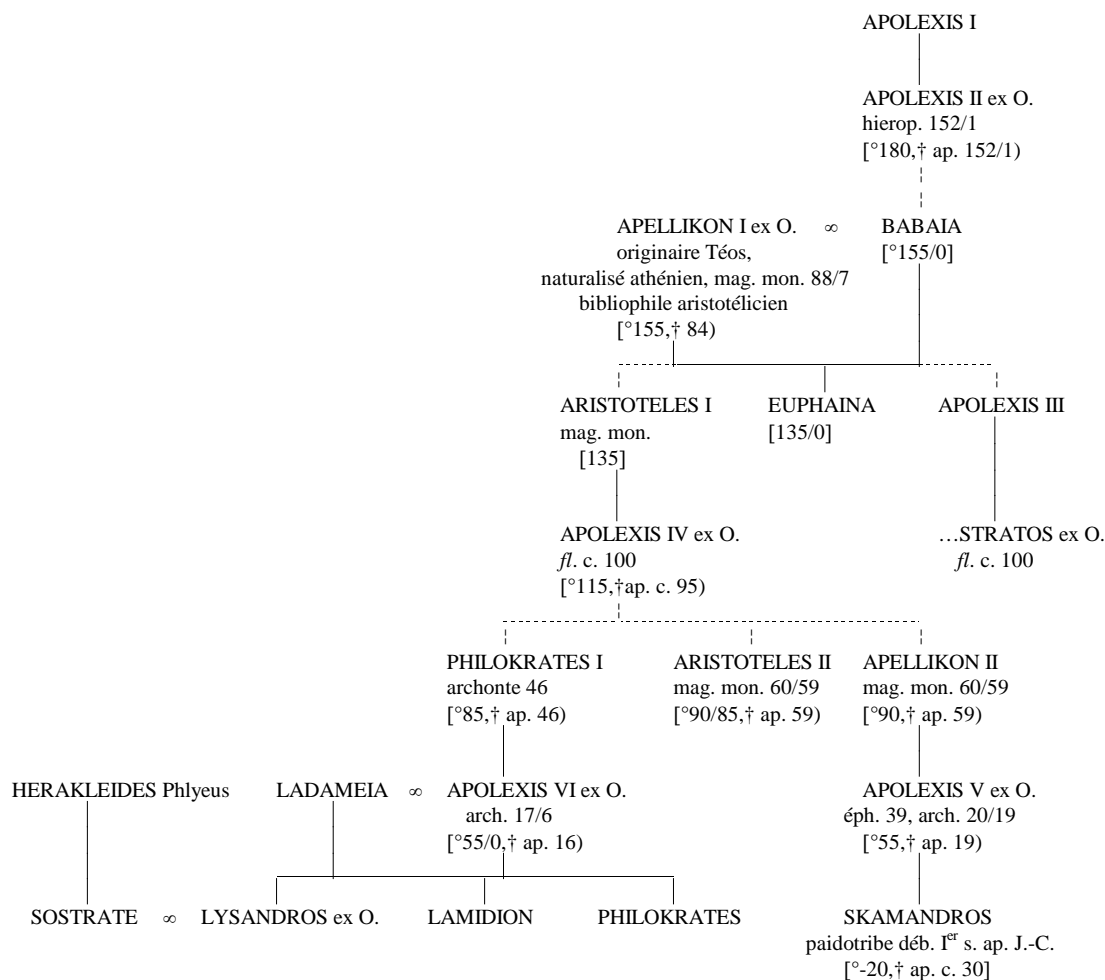 APOLEXIS I
APOLEXIS II ex O.
hierop. 152/1
[°180,† ap. 152/1)
APELLIKON I ex O. ∞ BABAIA
originaire Téos, [°155/0]
naturalisé athénien, mag. mon. 88/7
bibliophile aristotélicien
[°155,† 84)
ARISTOTELES I EUPHAINA APOLEXIS III
mag. mon. [135/0]
[135]
APOLEXIS IV ex O. …STRATOS ex O.
fl. c. 100 fl. c. 100
[°115,†ap. c. 95)
PHILOKRATES I ARISTOTELES II APELLIKON II
archonte 46 mag. mon. 60/59 mag. mon. 60/59
[°85,† ap. 46) [°90/85,† ap. 59) [°90,† ap. 59)
HERAKLEIDES Phlyeus LADAMEIA ∞ APOLEXIS VI ex O. APOLEXIS V ex O.
arch. 17/6 éph. 39, arch. 20/19
[°55/0,† ap. 16) [°55,† ap. 19)
SOSTRATE ∞ LYSANDROS ex O. LAMIDION PHILOKRATES SKAMANDROS
paidotribe déb. Ier s. ap. J.-C.
[°-20,† ap. c. 30]